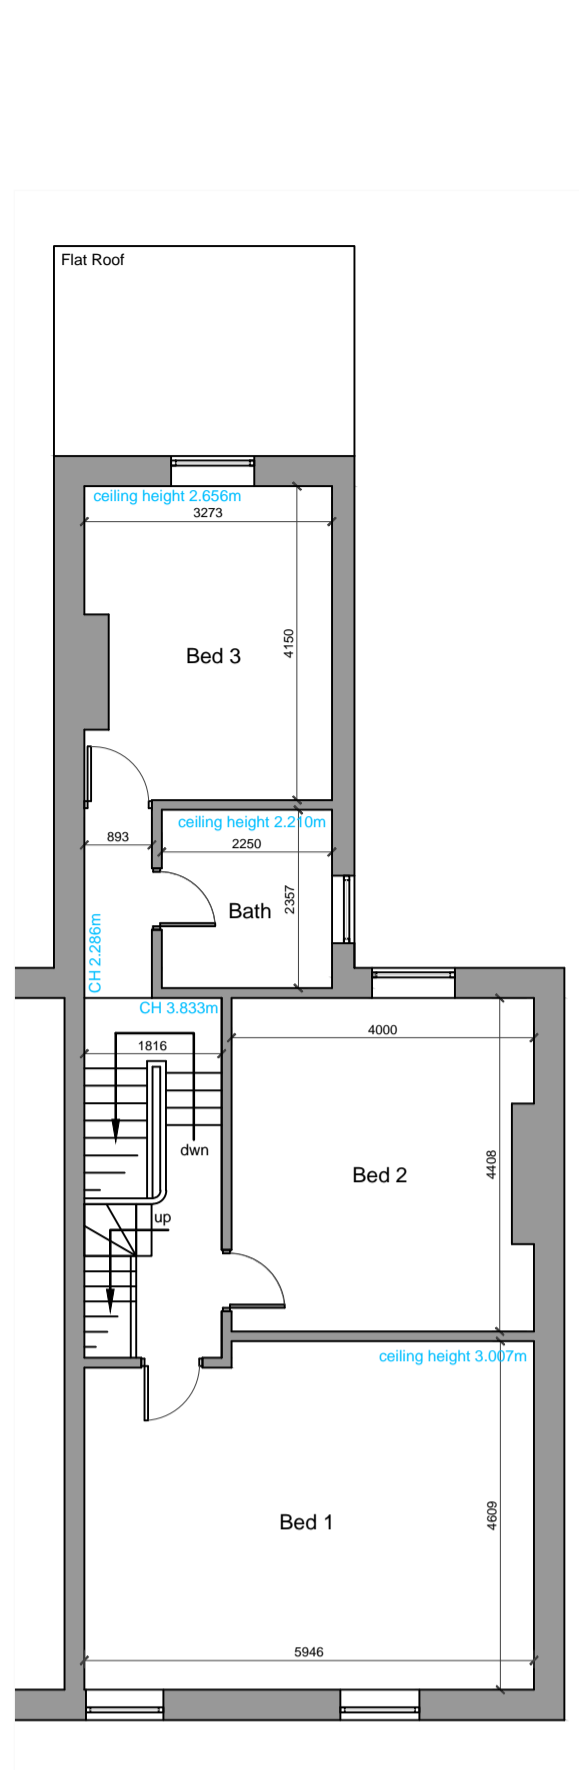 Flat Roof
ceiling height 2.656m
3273
4150
Bed 3
ceiling height 2.210m
893
2250
2357
Bath
CH 2.286m
CH 3.833m
1816
4000
dwn
4408
Bed 2
up
ceiling height 3.007m
4609
Bed 1
5946